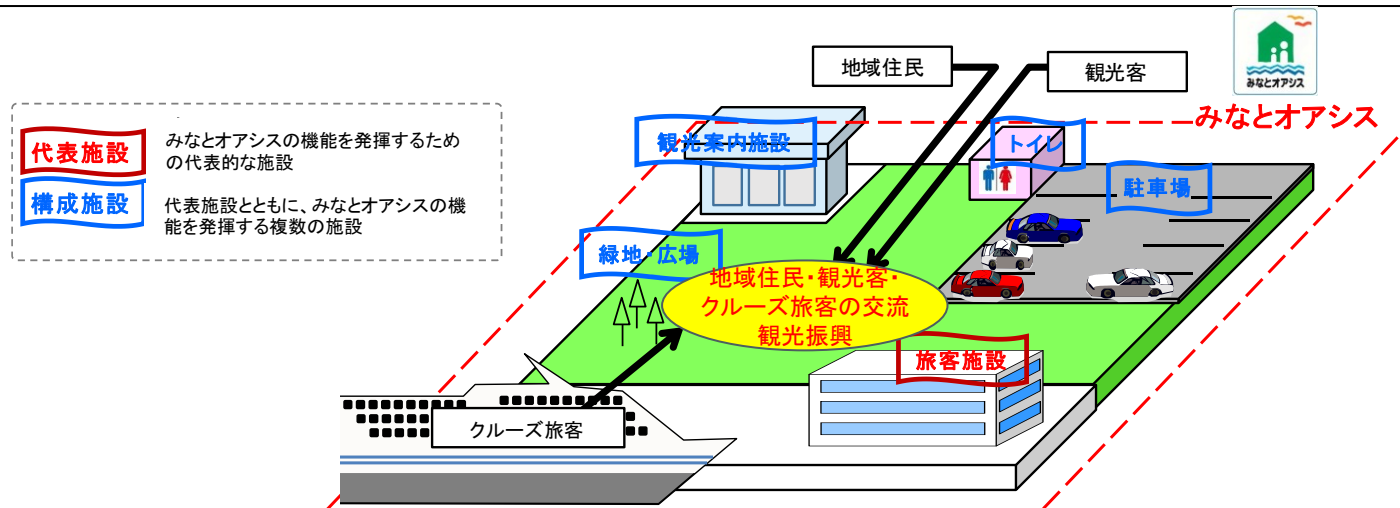 地域住民
観光客
みなとオアシス
みなとオアシス
代表施設
みなとオアシスの機能を発揮するため
の代表的な施設
構成施設
代表施設とともに、みなとオアシスの機
能を発揮する複数の施設
観光案内施設
トイレ
駐車場
緑地・広場
地域住民・観光客・
クルーズ旅客の交流
観光振興
旅客施設
クルーズ旅客